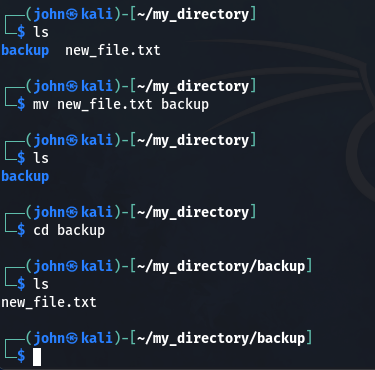 ┌──(john㉿kali)-[~/my_directory]
└─$ ls
backup  new_file.txt
┌──(john㉿kali)-[~/my_directory]
└─$ mv new_file.txt backup
┌──(john㉿kali)-[~/my_directory]
└─$ ls
backup
┌──(john㉿kali)-[~/my_directory]
└─$ cd backup
┌──(john㉿kali)-[~/my_directory/backup]
└─$ ls
new_file.txt
┌──(john㉿kali)-[~/my_directory/backup]
└─$